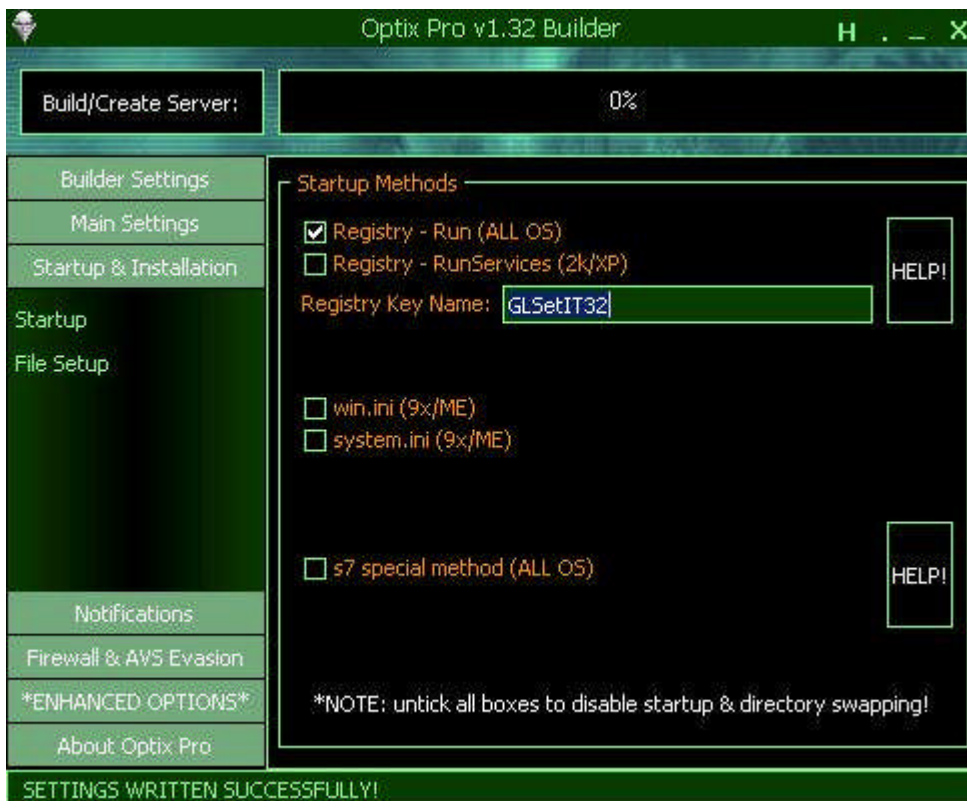 Optix Pro v1.32 Builder
H . _ X
Build/Create Server:
0%
Builder Settings
Main Settings
Startup & Installation
Startup
File Setup
Notifications
Firewall & AVS Evasion
*ENHANCED OPTIONS*
About Optix Pro
Startup Methods
Registry - Run (ALL OS)
Registry - RunServices (2k/XP)
HELP!
Registry Key Name: GLSetIT32
win.ini (9x/ME)
system.ini (9x/ME)
s7 special method (ALL OS)
HELP!
*NOTE: untick all boxes to disable startup & directory swapping!
SETTINGS WRITTEN SUCCESSFULLY!